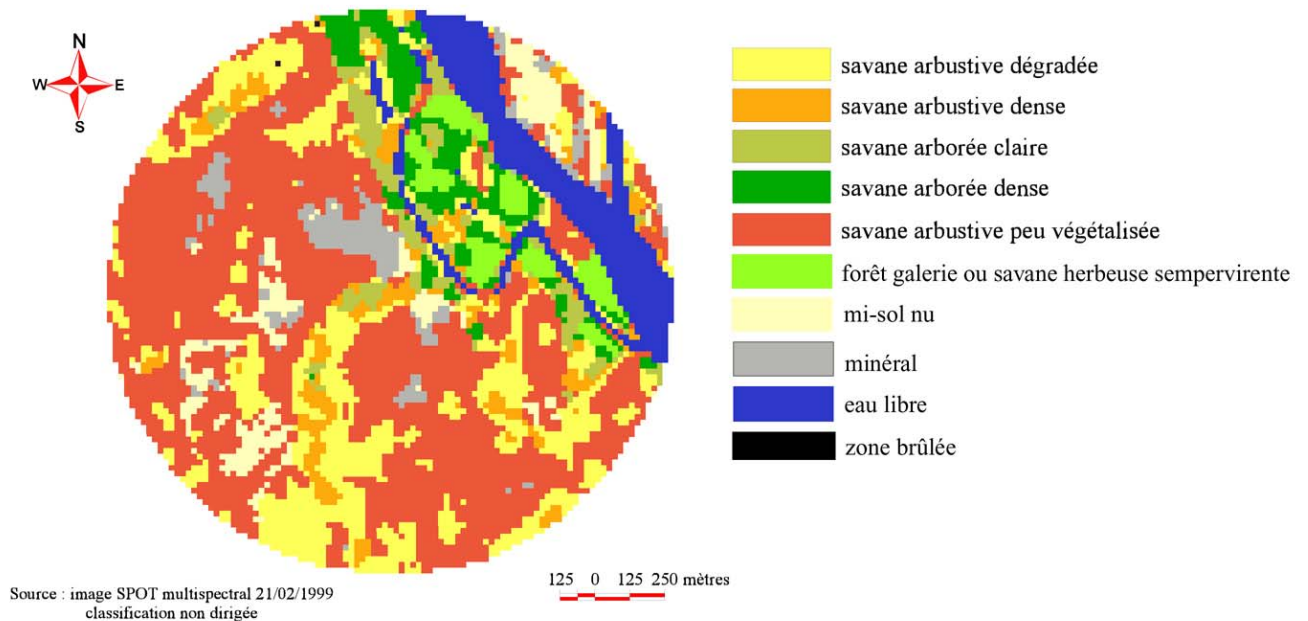 N
W E
S
savane arbustive dégradée
savane arbustive dense
savane arborée claire
savane arborée dense
savane arbustive peu végétalisée
forêt galerie ou savane herbeuse sempervirente
mi-sol nu
minéral
eau libre
zone brûlée
125 0 125 250 mètres
Source : image SPOT multispectral 21/02/1999
classification non dirigée